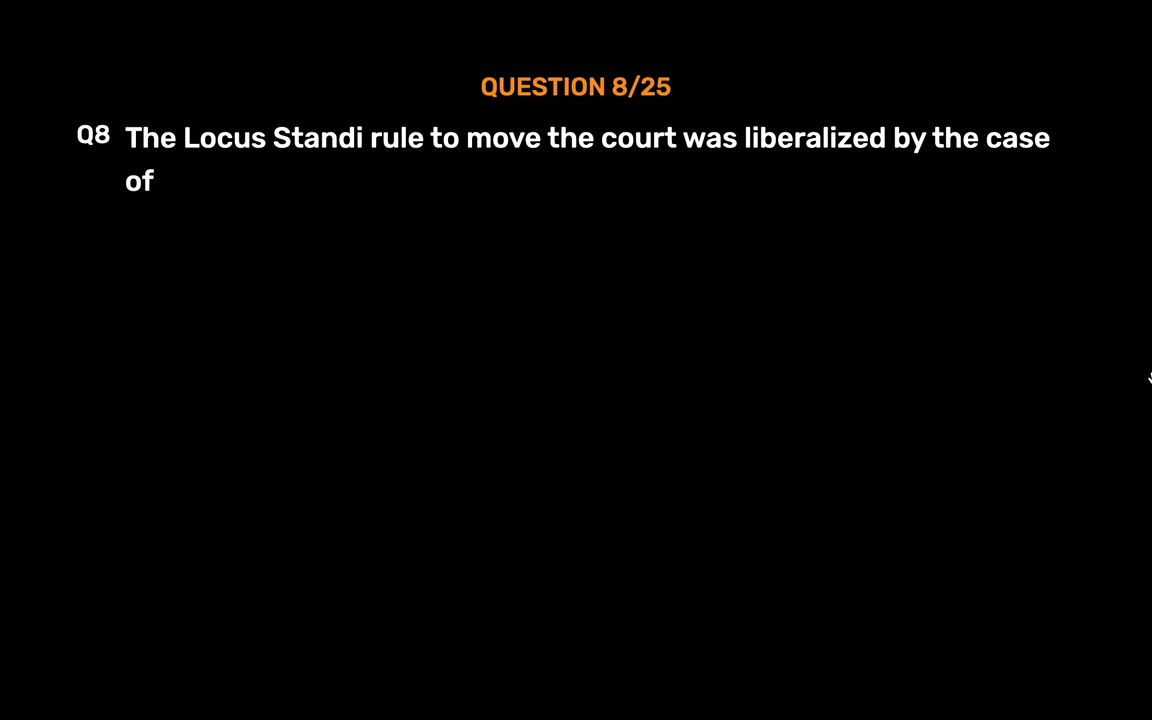 QUESTION 8/25
Q8 The Locus Standi rule to move the court was liberalized by the case
of